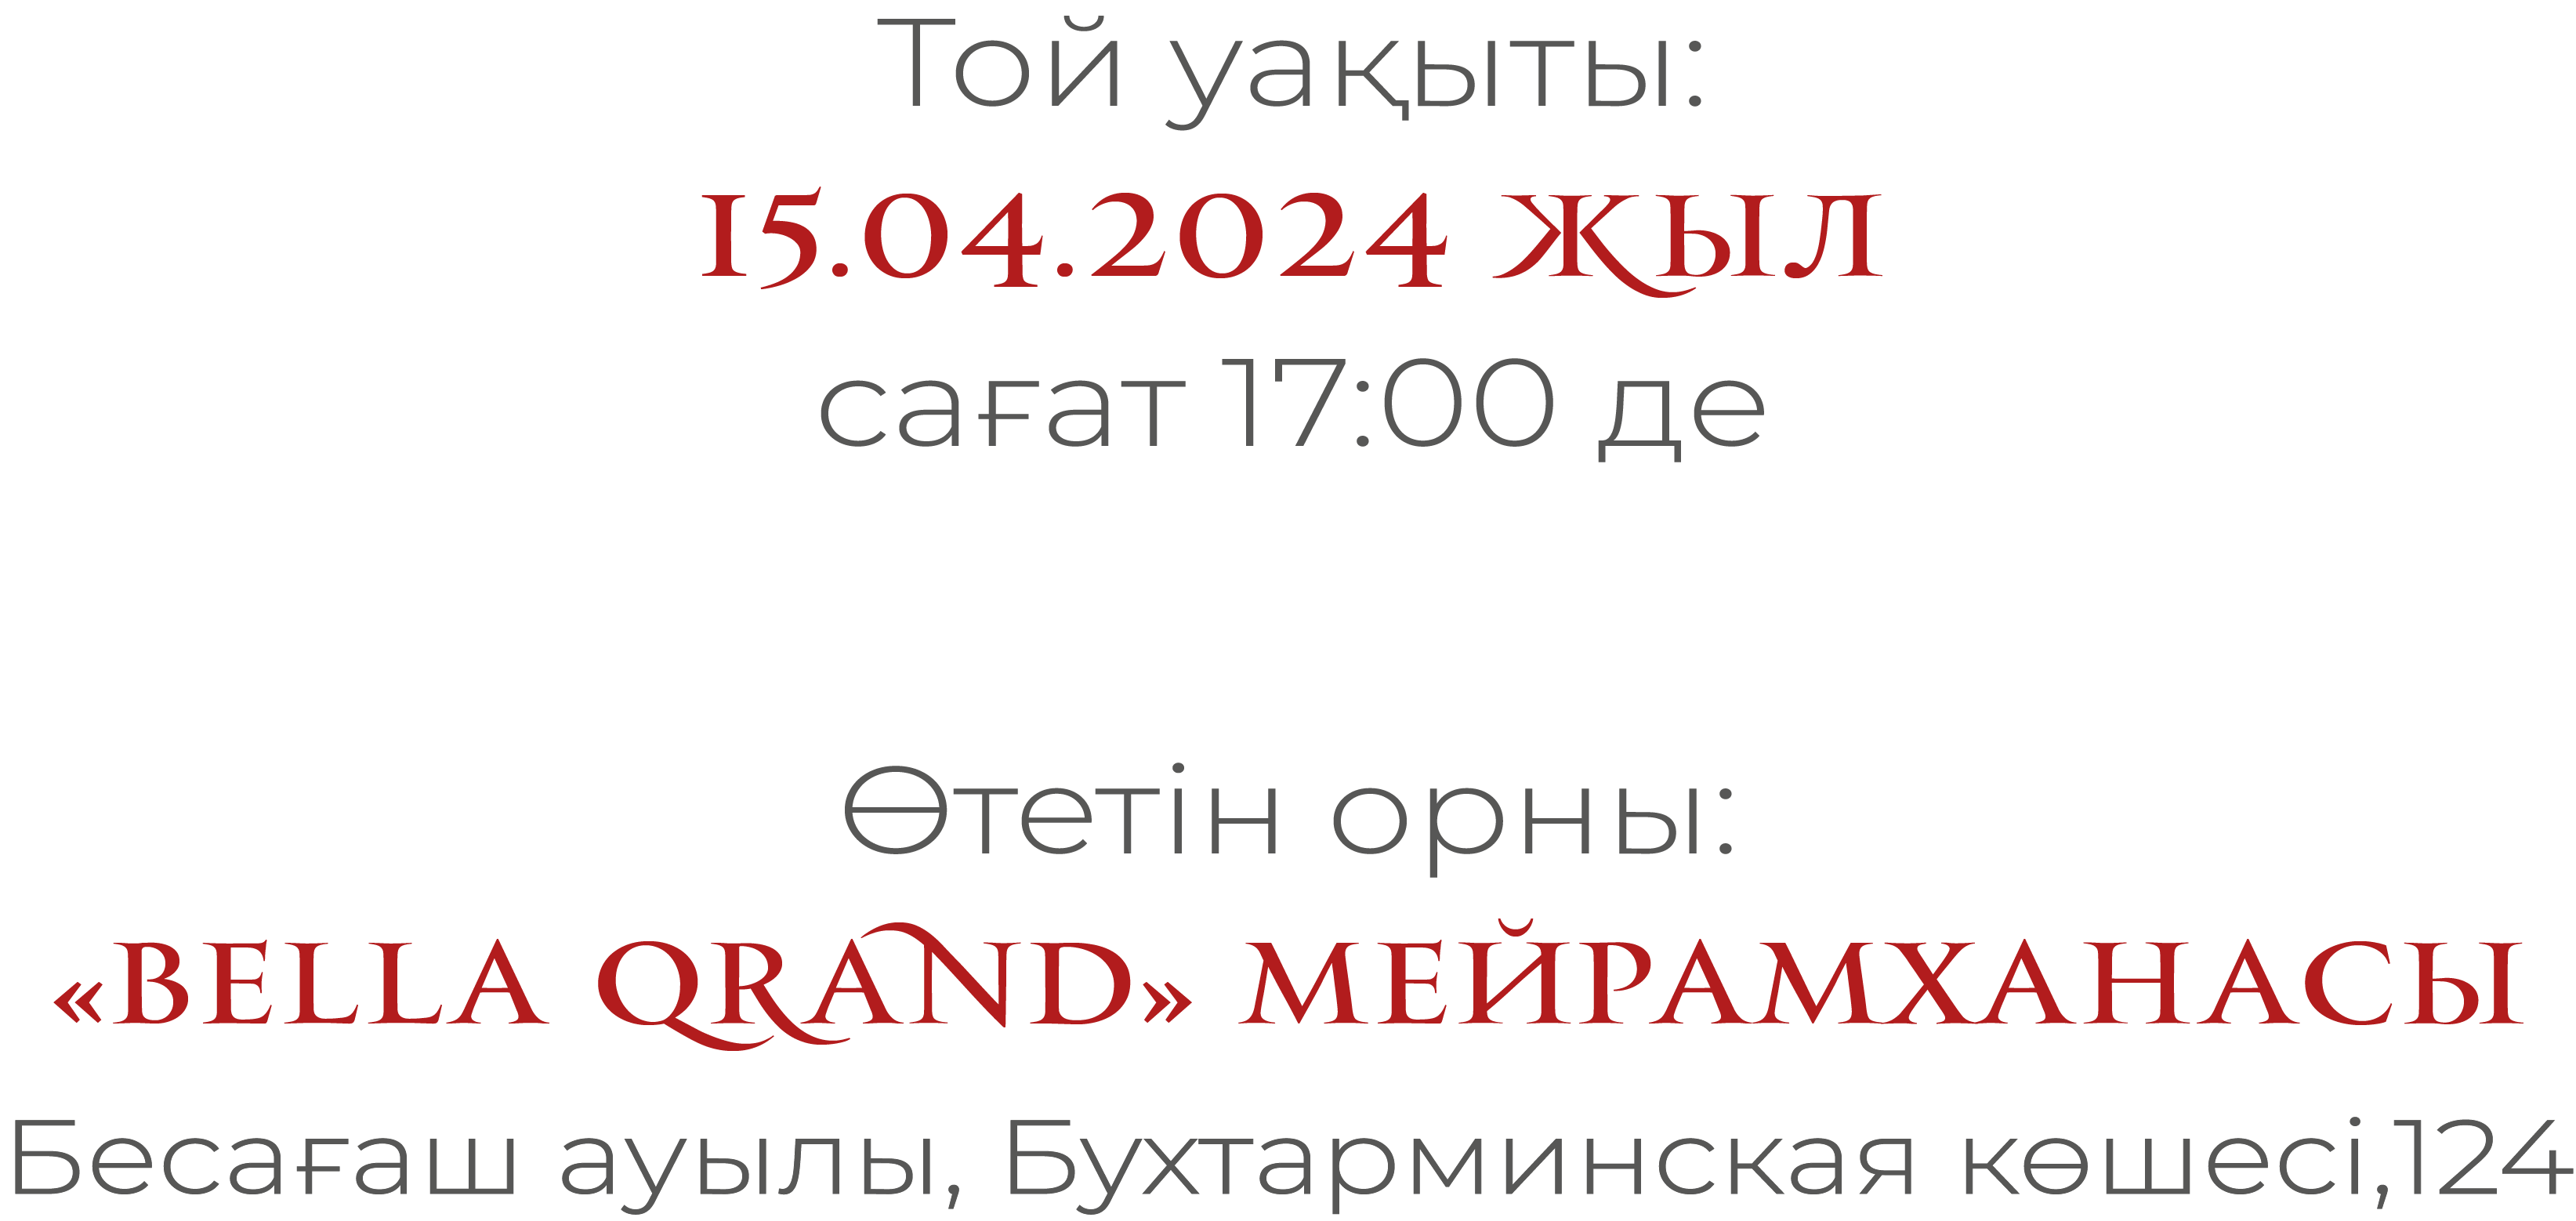 Той уақыты:
15.04.2024 ЖЫЛ
сағат 17:00 де
Өтетін орны:
«BELLA QRAND» МЕЙРАМХАНАСЫ
Бесағаш ауылы, Бухтарминская көшесі,124